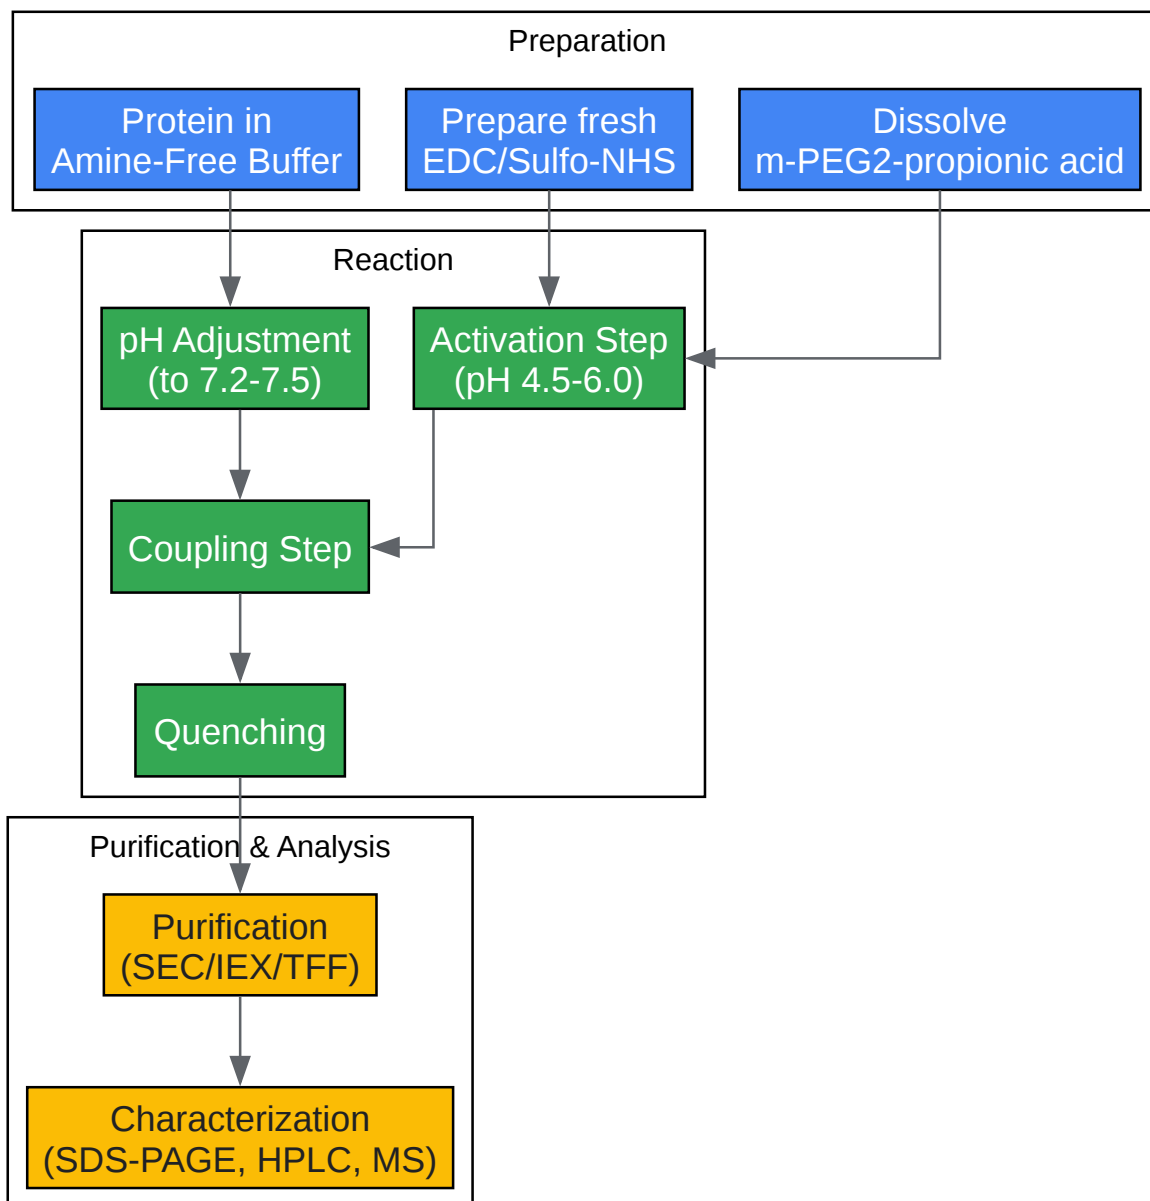 Preparation
Protein in
Amine-Free Buffer
Prepare fresh
EDC/Sulfo-NHS
Dissolve
m-PEG2-propionic acid
Reaction
pH Adjustment
(to 7.2-7.5)
Activation Step
(pH 4.5-6.0)
Coupling Step
Quenching
Purification & Analysis
Purification
(SEC/IEX/TFF)
Characterization
(SDS-PAGE, HPLC, MS)